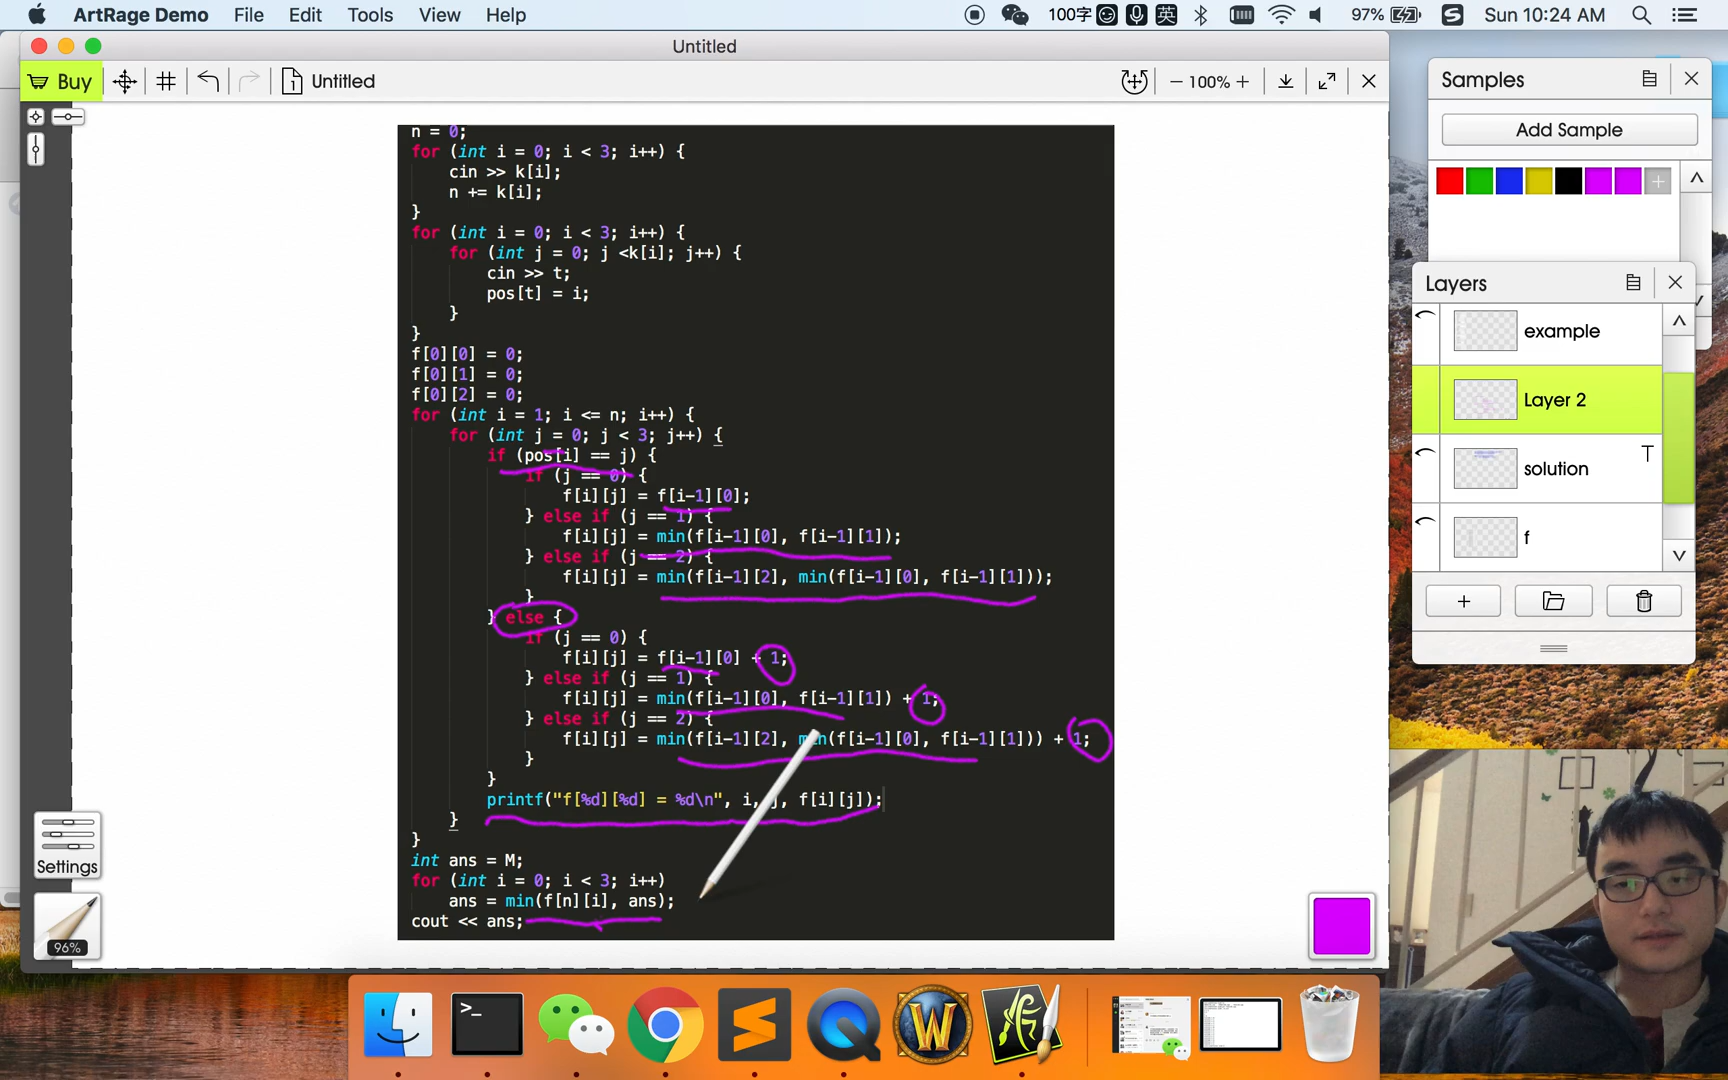 ArtRage Demo File Edit Tools View Help 100字 英 97% Sun 10:24 AM
Untitled
Buy Untitled 100%
n = 0;
for (int i = 0; i < 3; i++) {
cin >> k[i];
n += k[i];
}
for (int i = 0; i < 3; i++) {
for (int j = 0; j <k[i]; j++) {
cin >> t;
pos[t] = i;
}
}
f[0][0] = 0;
f[0][1] = 0;
f[0][2] = 0;
for (int i = 1; i <= n; i++) {
for (int j = 0; j < 3; j++) {
if (pos[i] == j) {
if (j == 0) {
f[i][j] = f[i-1][0];
} else if (j == 1) {
f[i][j] = min(f[i-1][0], f[i-1][1]);
} else if (j == 2) {
f[i][j] = min(f[i-1][2], min(f[i-1][0], f[i-1][1]));
}
} else {
if (j == 0) {
f[i][j] = f[i-1][0] + 1;
} else if (j == 1) {
f[i][j] = min(f[i-1][0], f[i-1][1]) + 1;
} else if (j == 2) {
f[i][j] = min(f[i-1][2], min(f[i-1][0], f[i-1][1])) + 1;
}
}
printf("f[%d][%d] = %d\n", i, j, f[i][j]);
}
}
int ans = M;
for (int i = 0; i < 3; i++)
ans = min(f[n][i], ans);
cout << ans;
Settings
96%
Samples
Add Sample
Layers
example
Layer 2
solution T
f